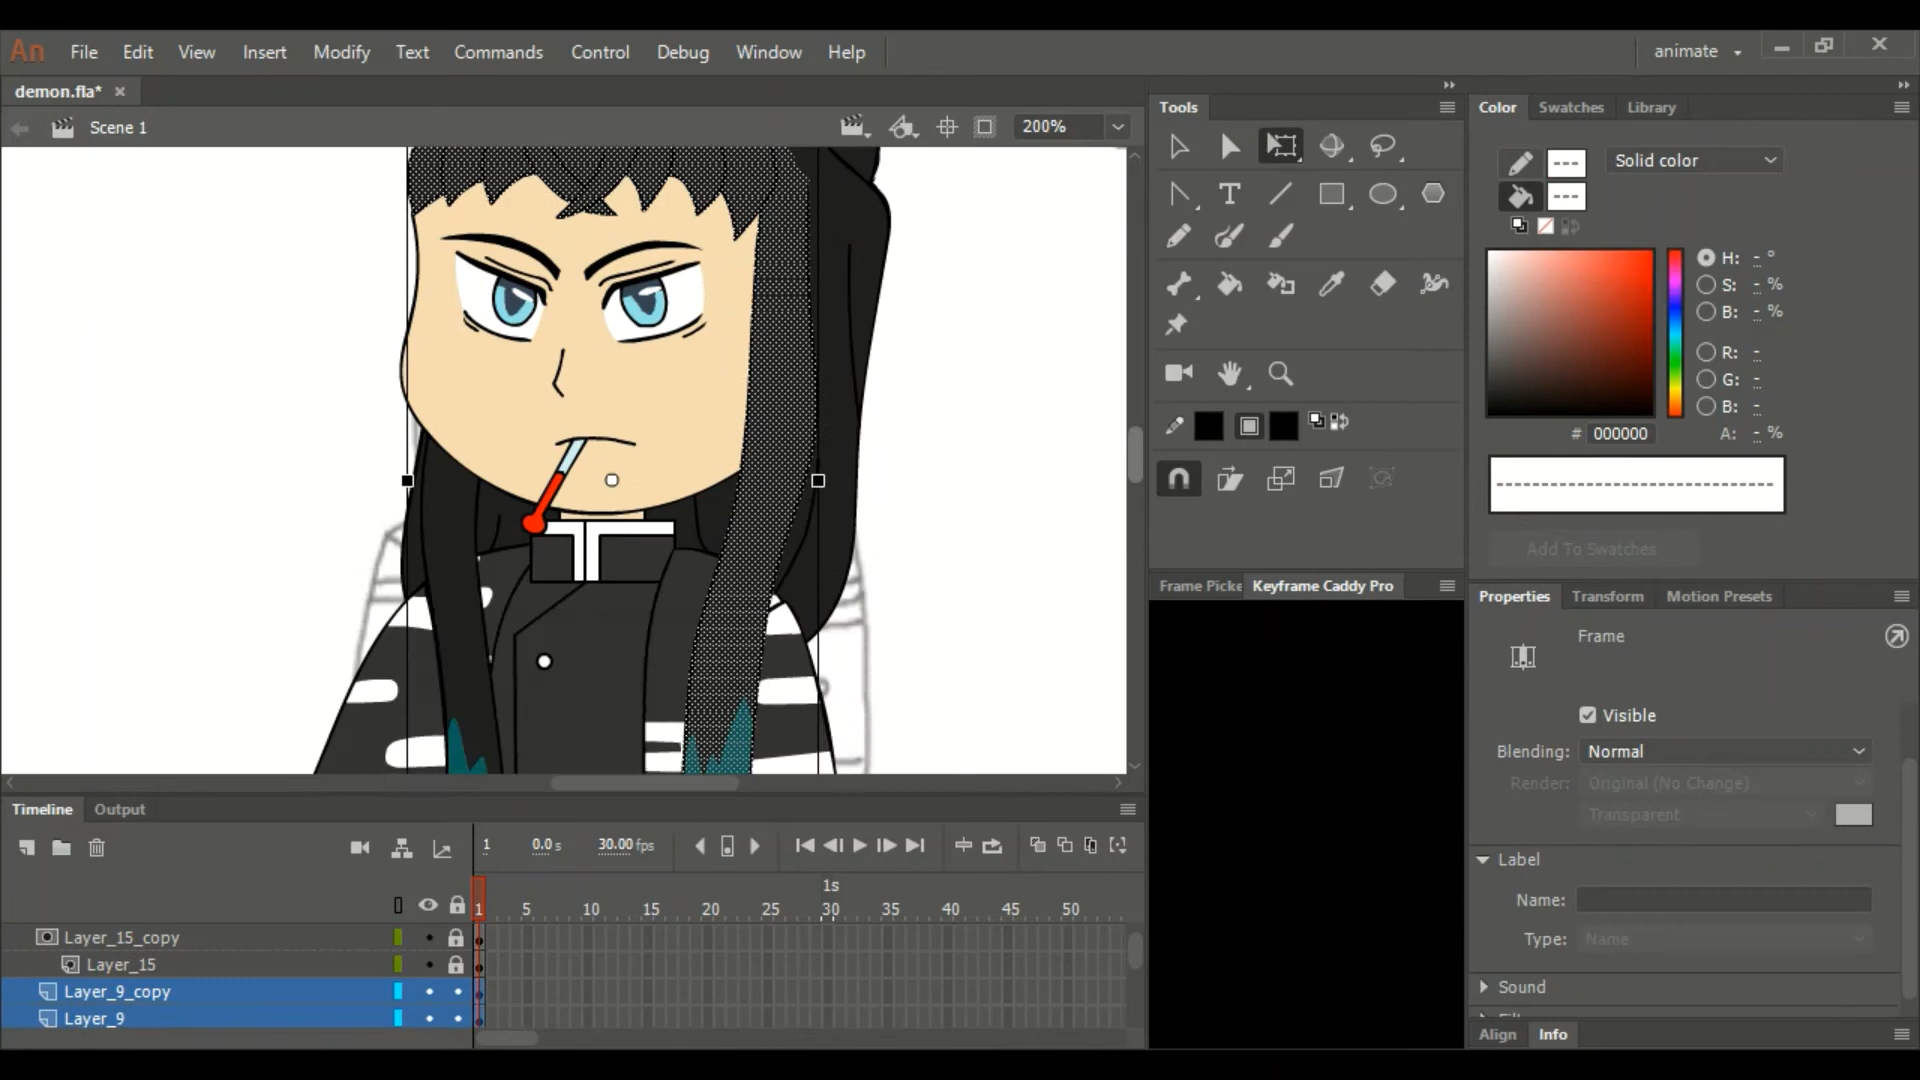 An File Edit View Insert Modify Text Commands Control Debug Window Help animate
demon.fla*
Scene 1 200%
Tools
Color Swatches Library
Solid color
H: - °
S: - %
B: - %
R: -
G: -
B: -
# 000000 A: - %
Add To Swatches
Frame Picke Keyframe Caddy Pro
Properties Transform Motion Presets
Frame
Visible
Blending: Normal
Render: Original (No Change)
Transparent
Label
Name:
Type: Name
Sound
Align Info
Timeline Output
1 0.0 s 30.00 fps
1s
1 5 10 15 20 25 30 35 40 45 50
Layer_15_copy
Layer_15
Layer_9_copy
Layer_9